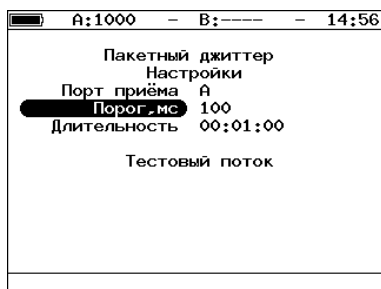 A:1000 – B:---- – 14:56
Пакетный джиттер
Настройки
Порт приёма A
Порог,мс 100
Длительность 00:01:00
Тестовый поток